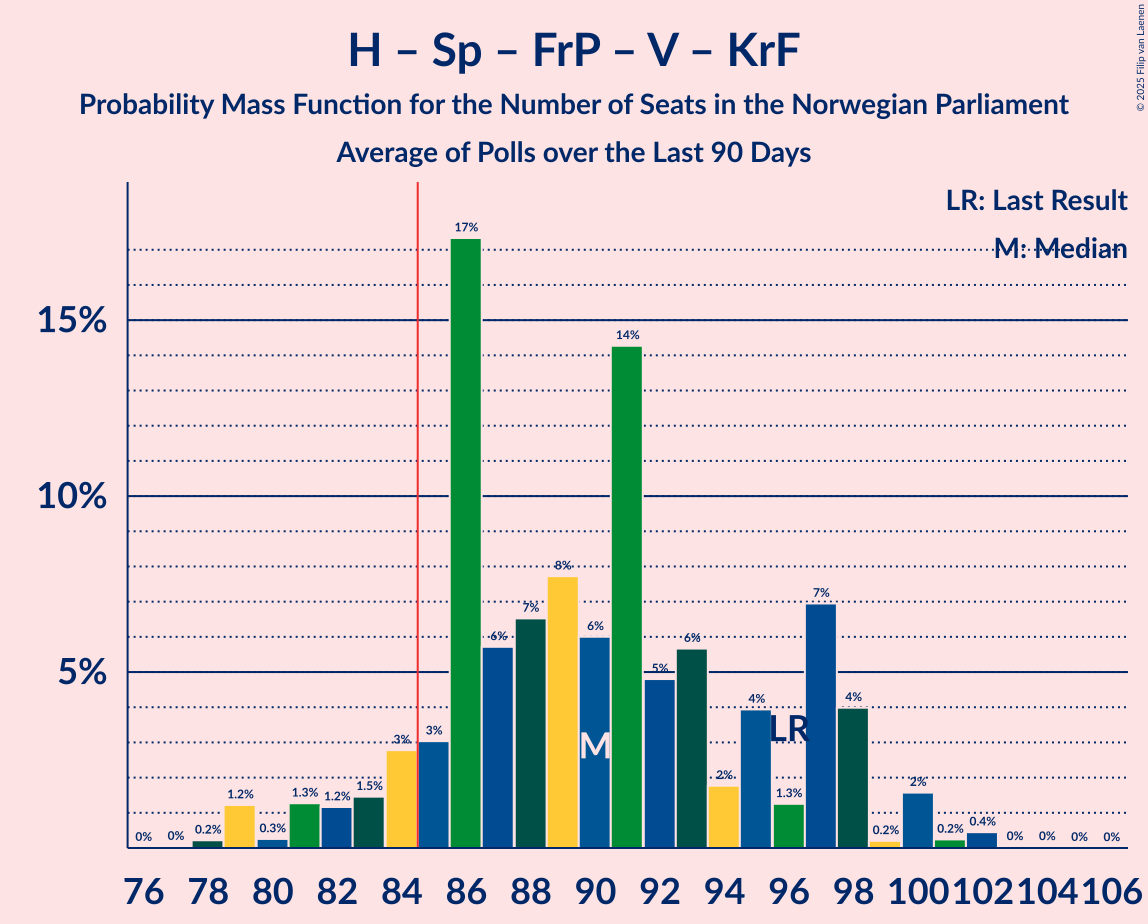 H – Sp – FrP – V – KrF
Probability Mass Function for the Number of Seats in the Norwegian Parliament
Average of Polls over the Last 90 Days
© 2025 Filip van Laenen
LR: Last Result
M: Median
15%
10%
5%
0% 0% 0.2% 1.2% 0.3% 1.3% 1.2% 1.5% 3% 3% 17% 6% 7% 8% 6% 14% 5% 6% 2% 4% 1.3% 7% 4% 0.2% 2% 0.2% 0.4% 0% 0% 0% 0%
M
LR
76 78 80 82 84 86 88 90 92 94 96 98 100 102 104 106